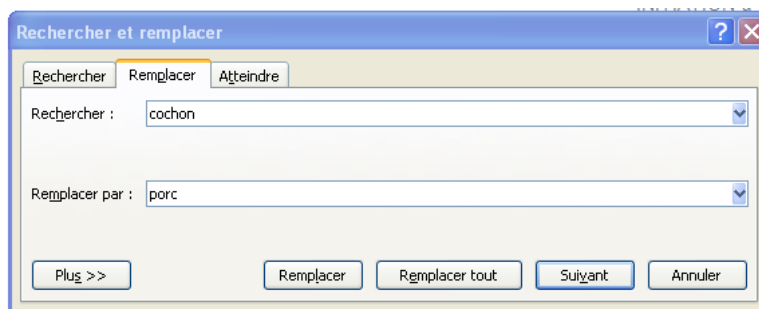 Rechercher et remplacer
Rechercher Remplacer Atteindre
Rechercher : cochon
Remplacer par : porc
Plus >> Remplacer Remplacer tout Suivant Annuler